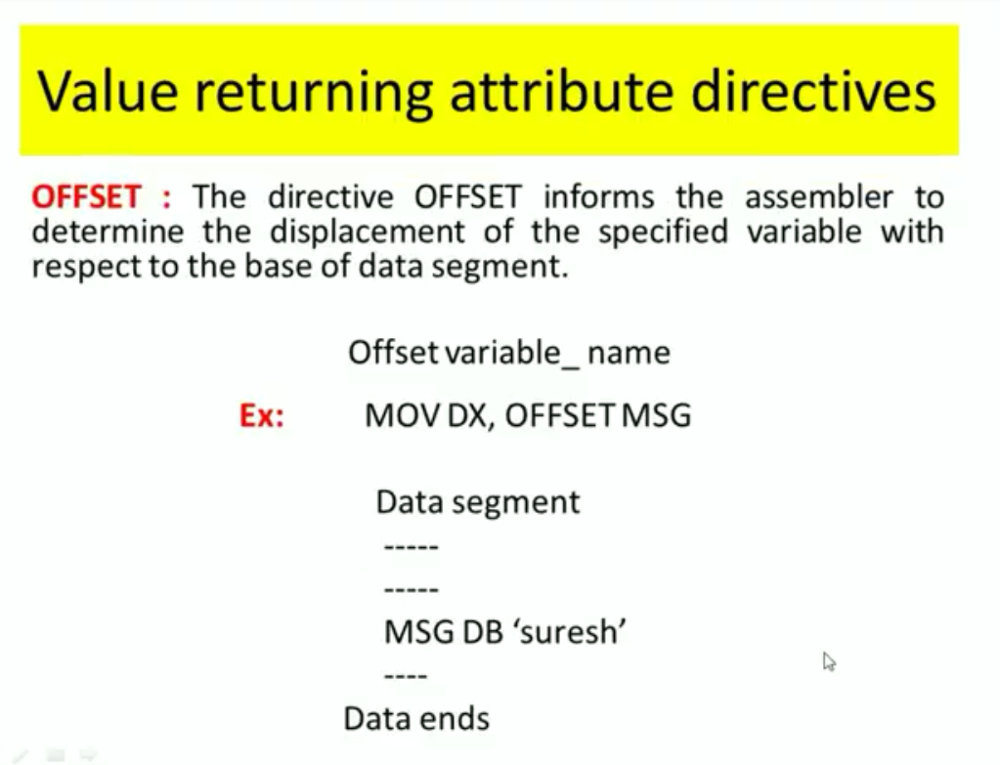 Value returning attribute directives
OFFSET : The directive OFFSET informs the assembler to
determine the displacement of the specified variable with
respect to the base of data segment.
Offset variable_ name
Ex: MOV DX, OFFSET MSG
Data segment
-----
-----
MSG DB ‘suresh’
----
Data ends